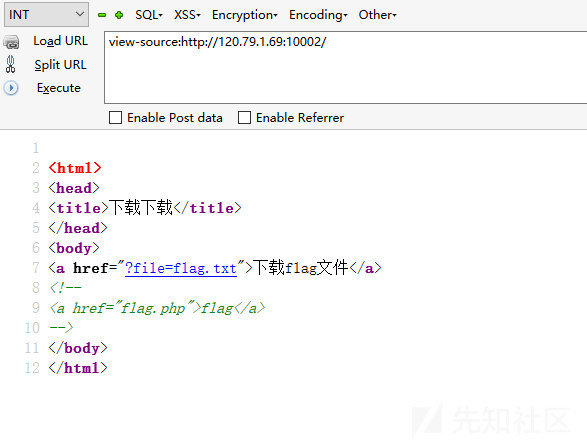 INT SQL▾ XSS▾ Encryption▾ Encoding▾ Other▾
Load URL
Split URL
Execute
view-source:http://120.79.1.69:10002/
Enable Post data Enable Referrer
1
2 <html>
3 <head>
4 <title>下载下载</title>
5 </head>
6 <body>
7 <a href="?file=flag.txt">下载flag文件</a>
8 <!--
9 <a href="flag.php">flag</a>
10 -->
11 </body>
12 </html>
先知社区